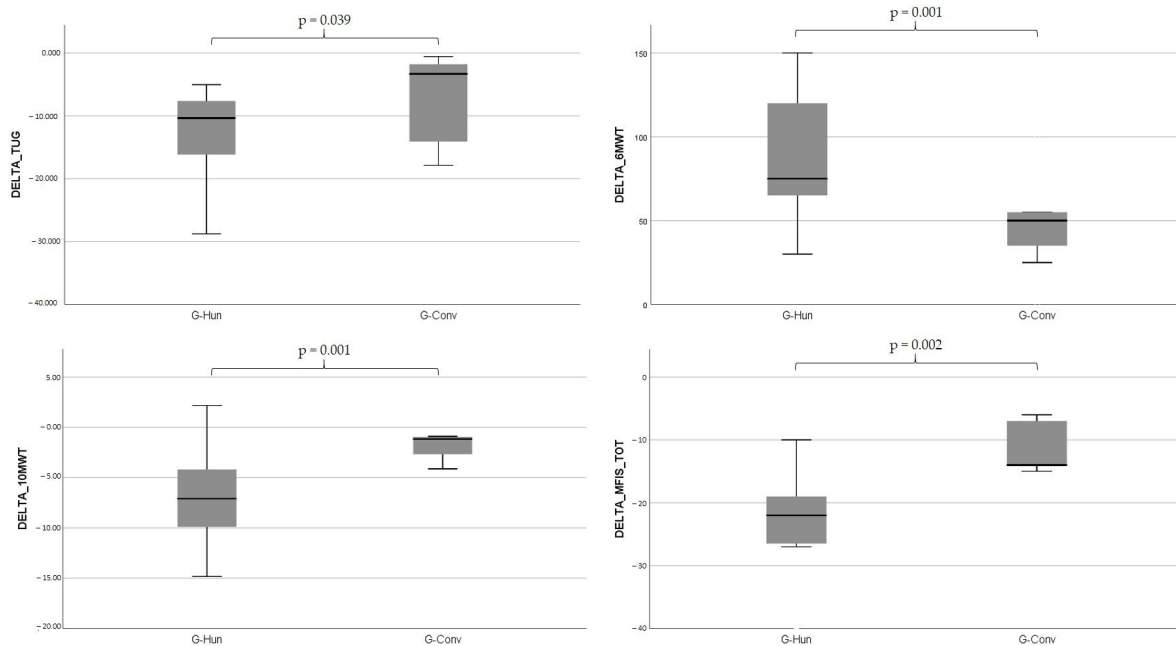 p = 0.039
0.000
−10.000
−20.000
−30.000
−40.000
DELTA_TUG
G-Hun
G-Conv
p = 0.001
150
100
50
0
DELTA_6MWT
G-Hun
G-Conv
p = 0.001
5.00
−0.00
−5.00
−10.00
−15.00
−20.00
DELTA_10MWT
G-Hun
G-Conv
p = 0.002
0
−10
−20
−30
−40
DELTA_MFIS_TOT
G-Hun
G-Conv